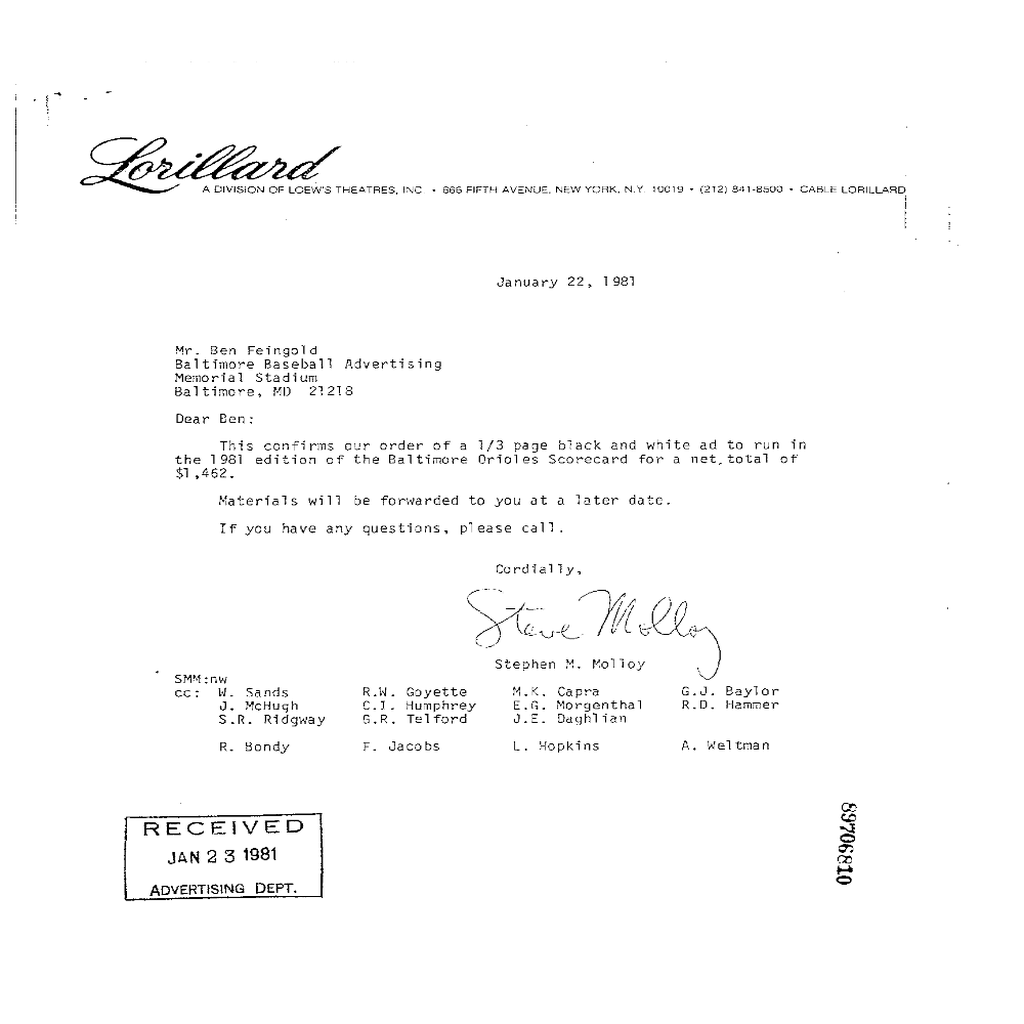 Lorillard
A DIVISION OF LOEW'S THEATRES, INC. • 666 FIFTH AVENUE, NEW YORK, N.Y. 10019 • (212) 841-8500 • CABLE LORILLARD
January 22, 1981
Mr. Ben Feingold
Baltimore Baseball Advertising
Memorial Stadium
Baltimore, MD 21218
Dear Ben:
This confirms our order of a 1/3 page black and white ad to run in
the 1981 edition of the Baltimore Orioles Scorecard for a net total of
$1,462.
Materials will be forwarded to you at a later date.
If you have any questions, please call.
Cordially,
Steve Molloy
Stephen M. Molloy
SMM:nw
cc: W. Sands R.W. Goyette M.K. Capra G.J. Baylor
J. McHugh C.I. Humphrey E.G. Morgenthal R.D. Hammer
S.R. Ridgway G.R. Telford J.E. Daghlian
R. Bondy F. Jacobs L. Hopkins A. Weltman
RECEIVED
JAN 23 1981
ADVERTISING DEPT.
89706810